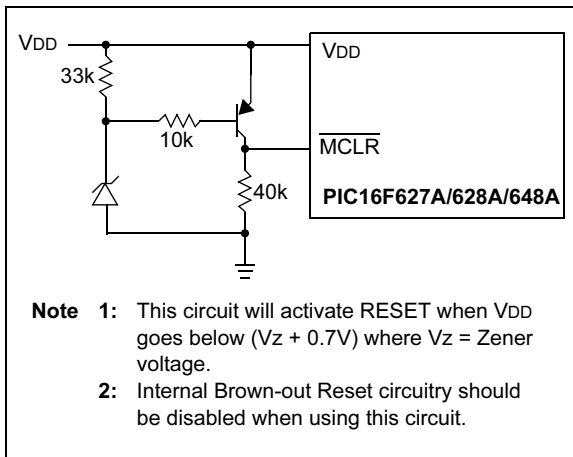 VDD
VDD
33k
10k
MCLR
40k
PIC16F627A/628A/648A
Note 1: This circuit will activate RESET when VDD
goes below (Vz + 0.7V) where Vz = Zener
voltage.
2: Internal Brown-out Reset circuitry should
be disabled when using this circuit.